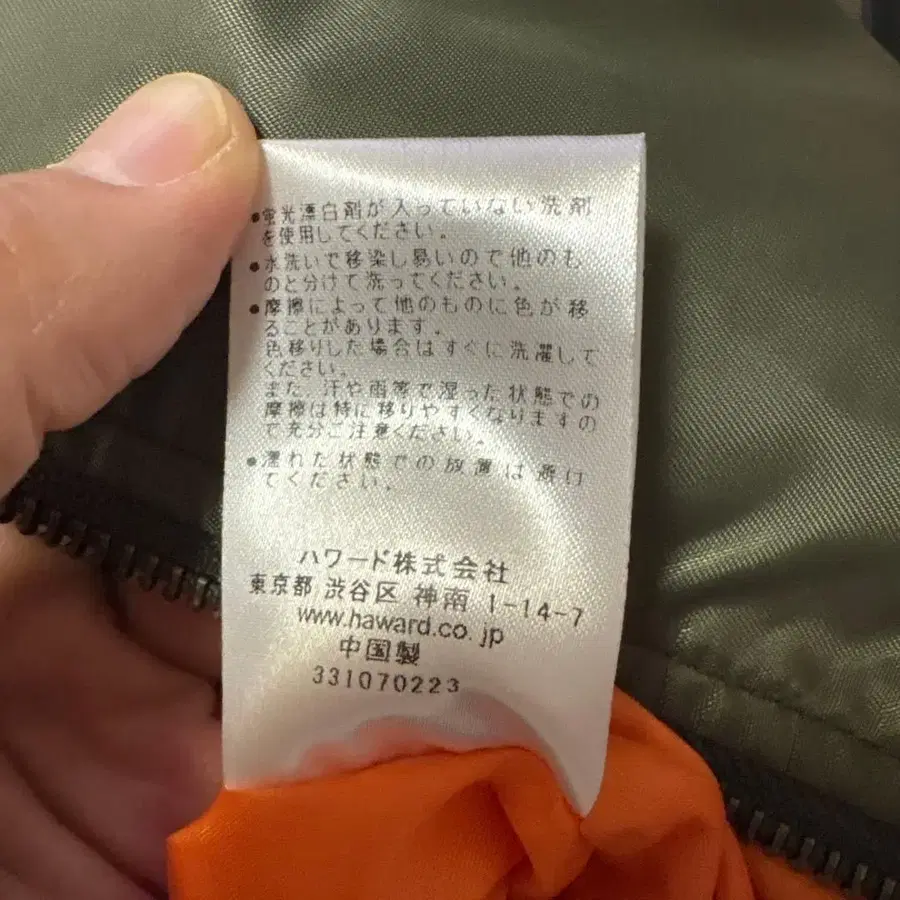 ●蛍光漂白剤が入っていない洗剤
を使用してください。
●水洗いで移染し易いので他のも
のと分けて洗ってください。
●摩擦によって他のものに色が移
ることがあります。
色移りした場合はすぐに洗濯して
ください。
また、汗や雨等で湿った状態での
摩擦は特に移りやすくなりますの
で充分ご注意ください。
●濡れた状態での放置は避け
てください。
ハワード株式会社
東京都 渋谷区 神南 1-14-7
www.haward.co.jp
中国製
331070223